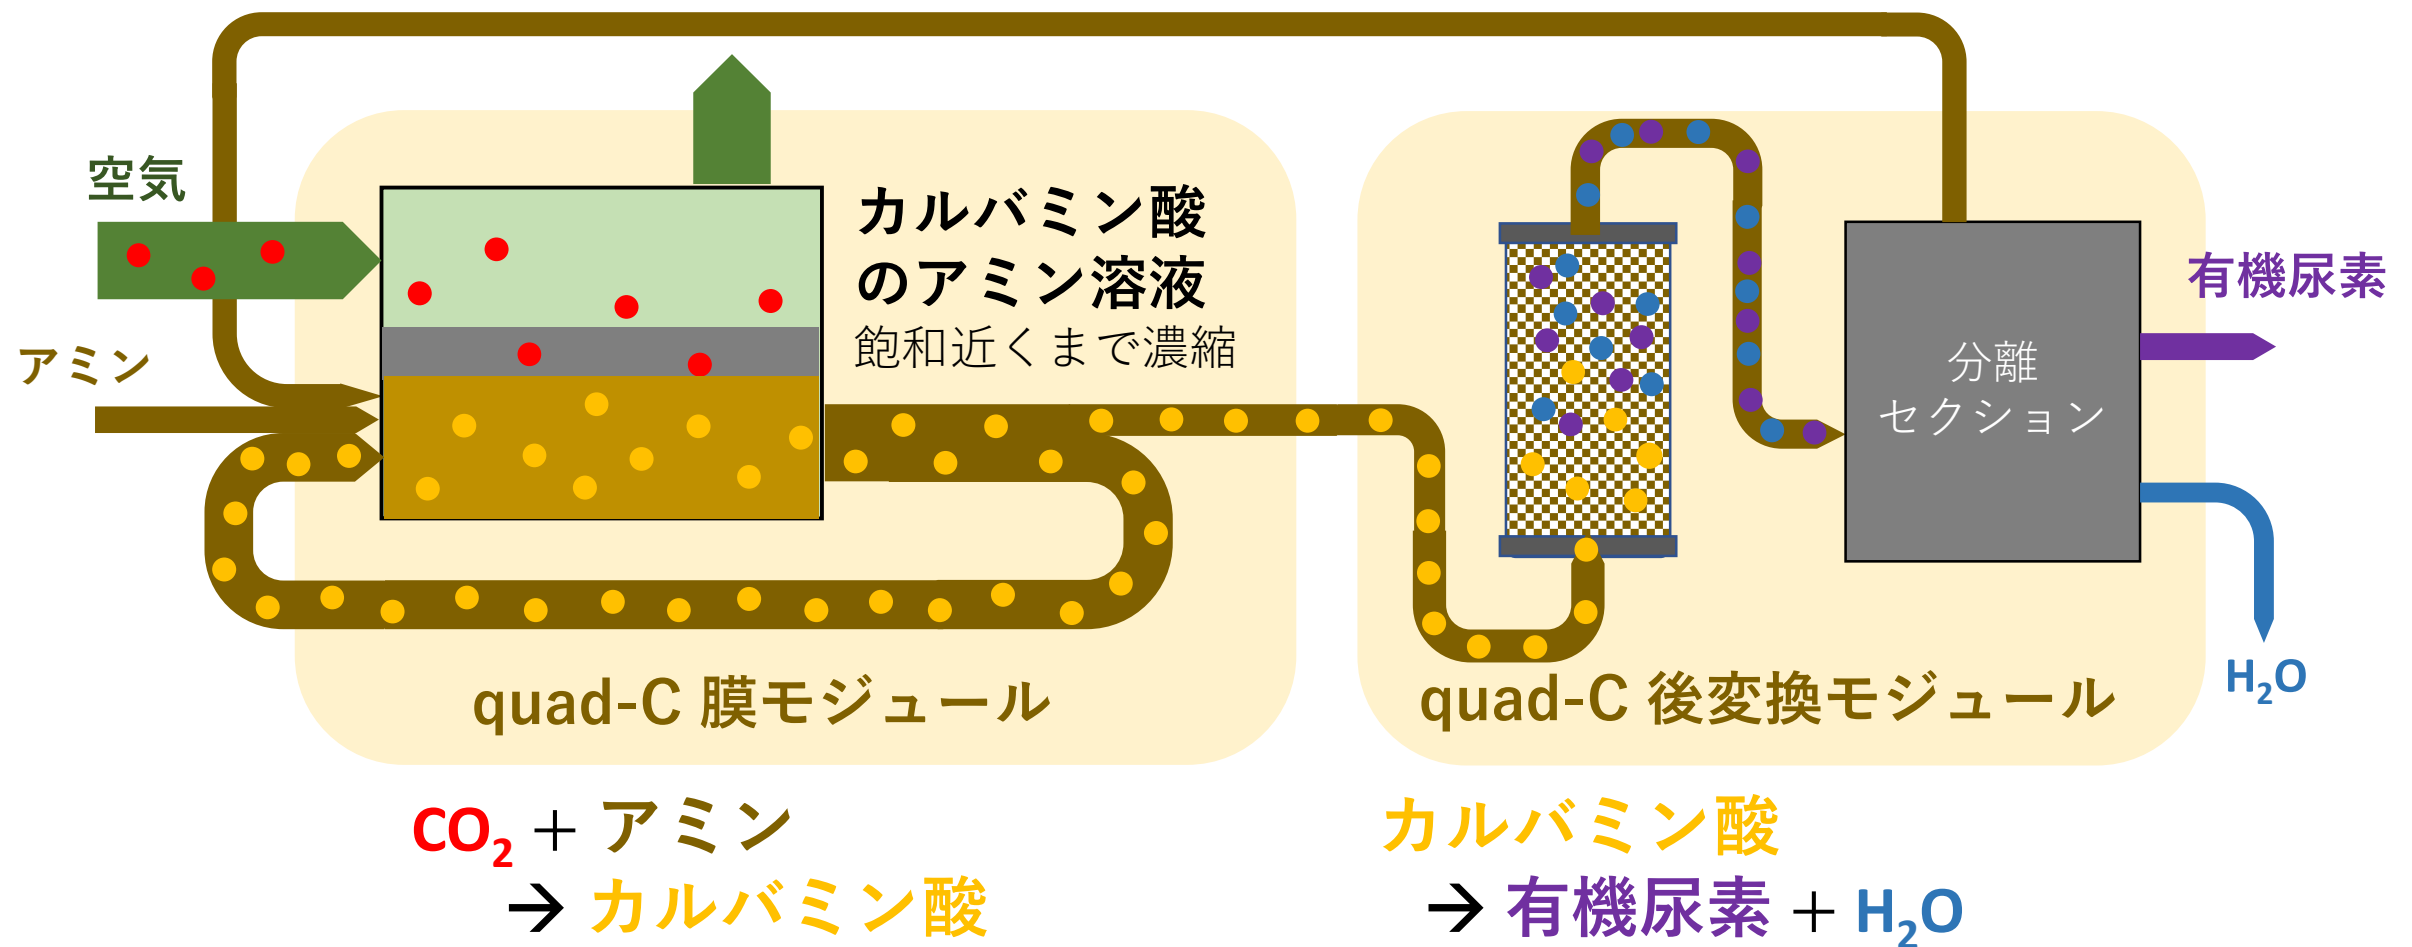 空気
アミン
カルバミン酸
のアミン溶液
飽和近くまで濃縮
quad-C 膜モジュール
CO₂ + アミン
→ カルバミン酸
分離
セクション
有機尿素
H₂O
quad-C 後変換モジュール
カルバミン酸
→ 有機尿素 + H₂O